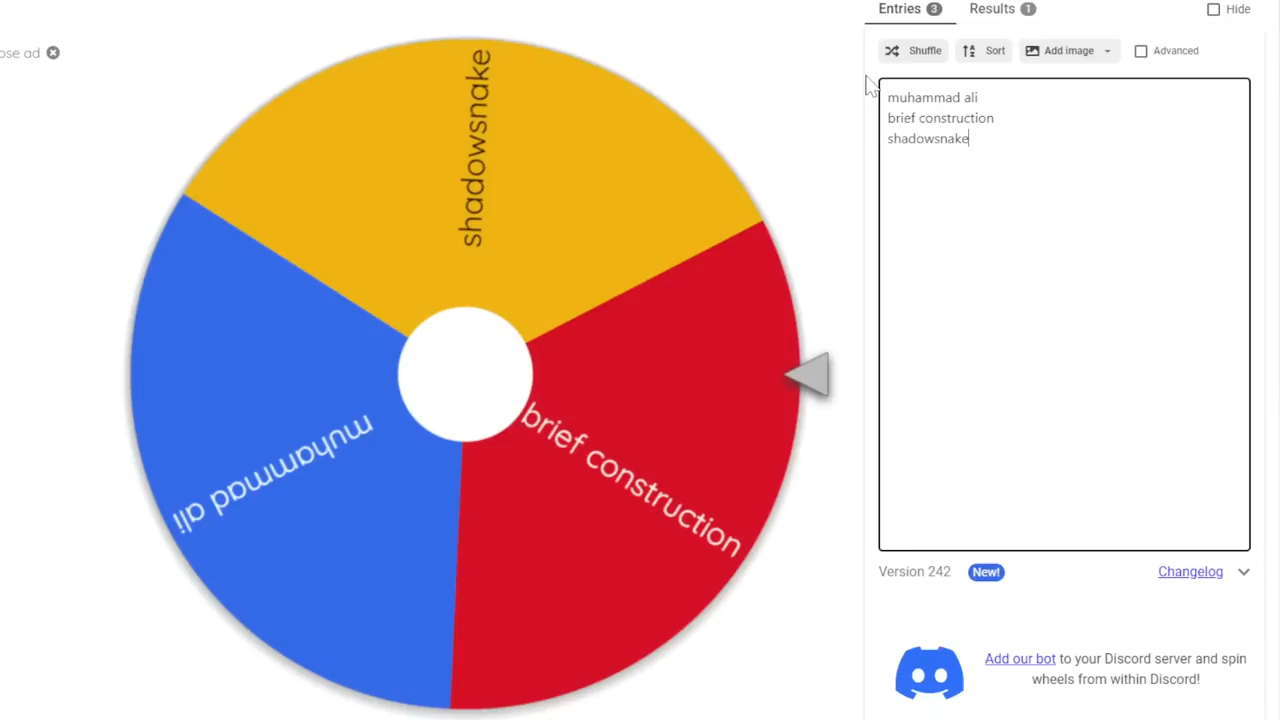 ose ad
shadowsnake
brief construction
muhammad ali
Entries 3
Results 1
Hide
Shuffle
Sort
Add image
Advanced
muhammad ali
brief construction
shadowsnake
Version 242
New!
Changelog
Add our bot to your Discord server and spin
wheels from within Discord!